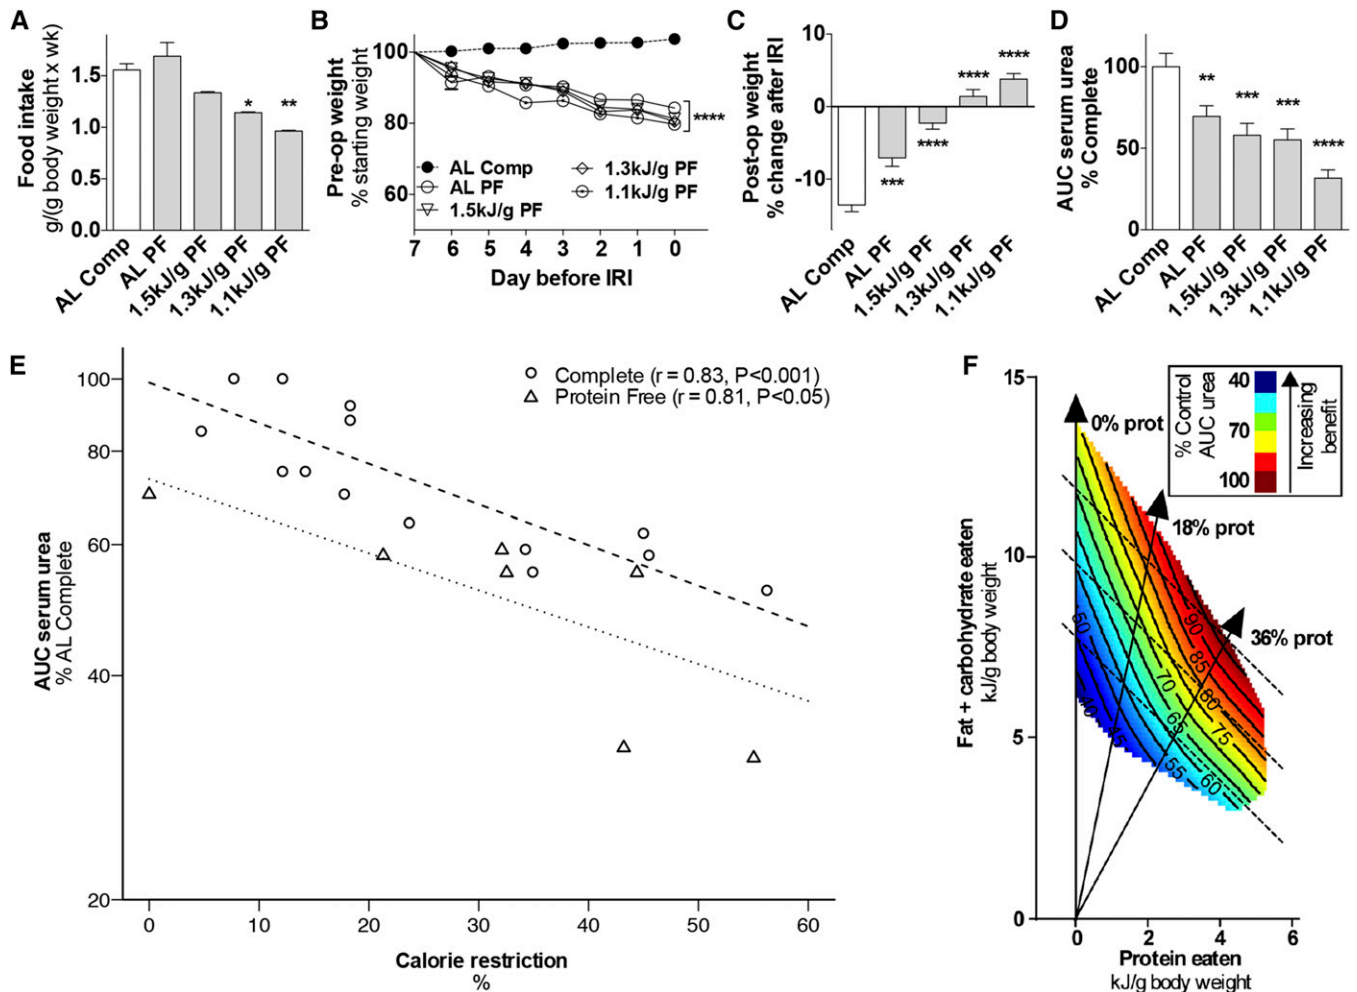 A
Food intake
g/(g body weight x wk)
1.5
1.0
0.5
0.0
*
**
AL Comp
AL PF
1.5kJ/g PF
1.3kJ/g PF
1.1kJ/g PF
B
Pre-op weight
% starting weight
100
80
60
****
AL Comp
AL PF
1.5kJ/g PF
1.3kJ/g PF
1.1kJ/g PF
7 6 5 4 3 2 1 0
Day before IRI
C
Post-op weight
% change after IRI
10
0
-10
***
****
****
****
AL Comp
AL PF
1.5kJ/g PF
1.3kJ/g PF
1.1kJ/g PF
D
AUC serum urea
% Complete
100
50
0
**
***
***
****
AL Comp
AL PF
1.5kJ/g PF
1.3kJ/g PF
1.1kJ/g PF
E
AUC serum urea
% AL Complete
100
80
60
40
20
Complete (r = 0.83, P<0.001)
Protein Free (r = 0.81, P<0.05)
0 10 20 30 40 50 60
Calorie restriction
%
F
Fat + carbohydrate eaten
kJ/g body weight
15
10
5
0
% Control
AUC urea
40
70
100
Increasing
benefit
0% prot
18% prot
36% prot
90
85
80
75
70
65
60
55
50
45
40
0 2 4 6
Protein eaten
kJ/g body weight